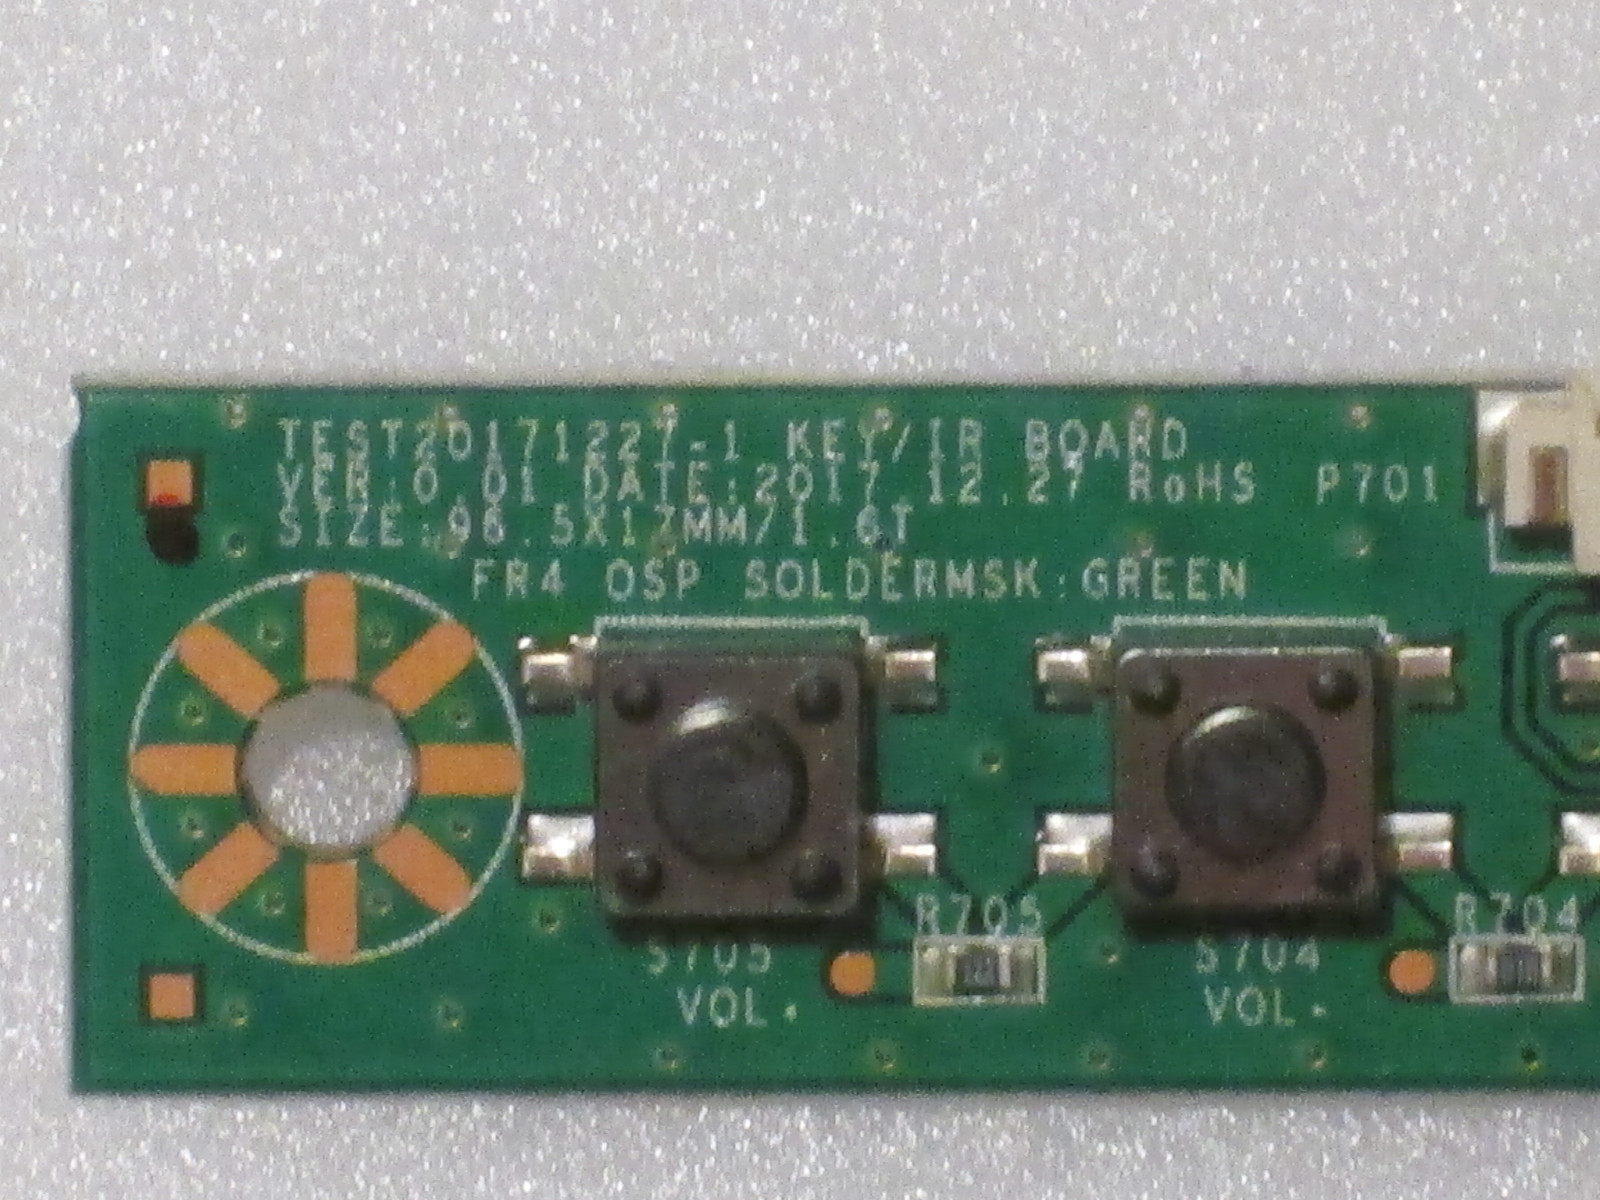 TEST20171227-1 KEY/IR BOARD
VER:0.01 DATE:2017.12.27 RoHS P701
SIZE:96.5X17MM/1.6T
FR4 OSP SOLDERMSK:GREEN
R705
R704
S705
S704
VOL+
VOL-